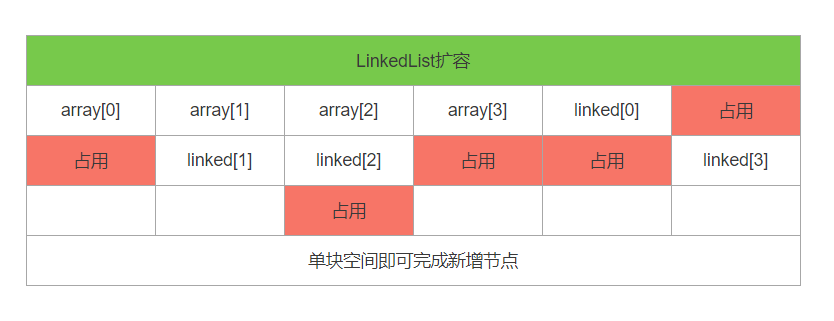 LinkedList扩容
array[0] array[1] array[2] array[3] linked[0] 占用
占用 linked[1] linked[2] 占用 占用 linked[3]
占用
单块空间即可完成新增节点